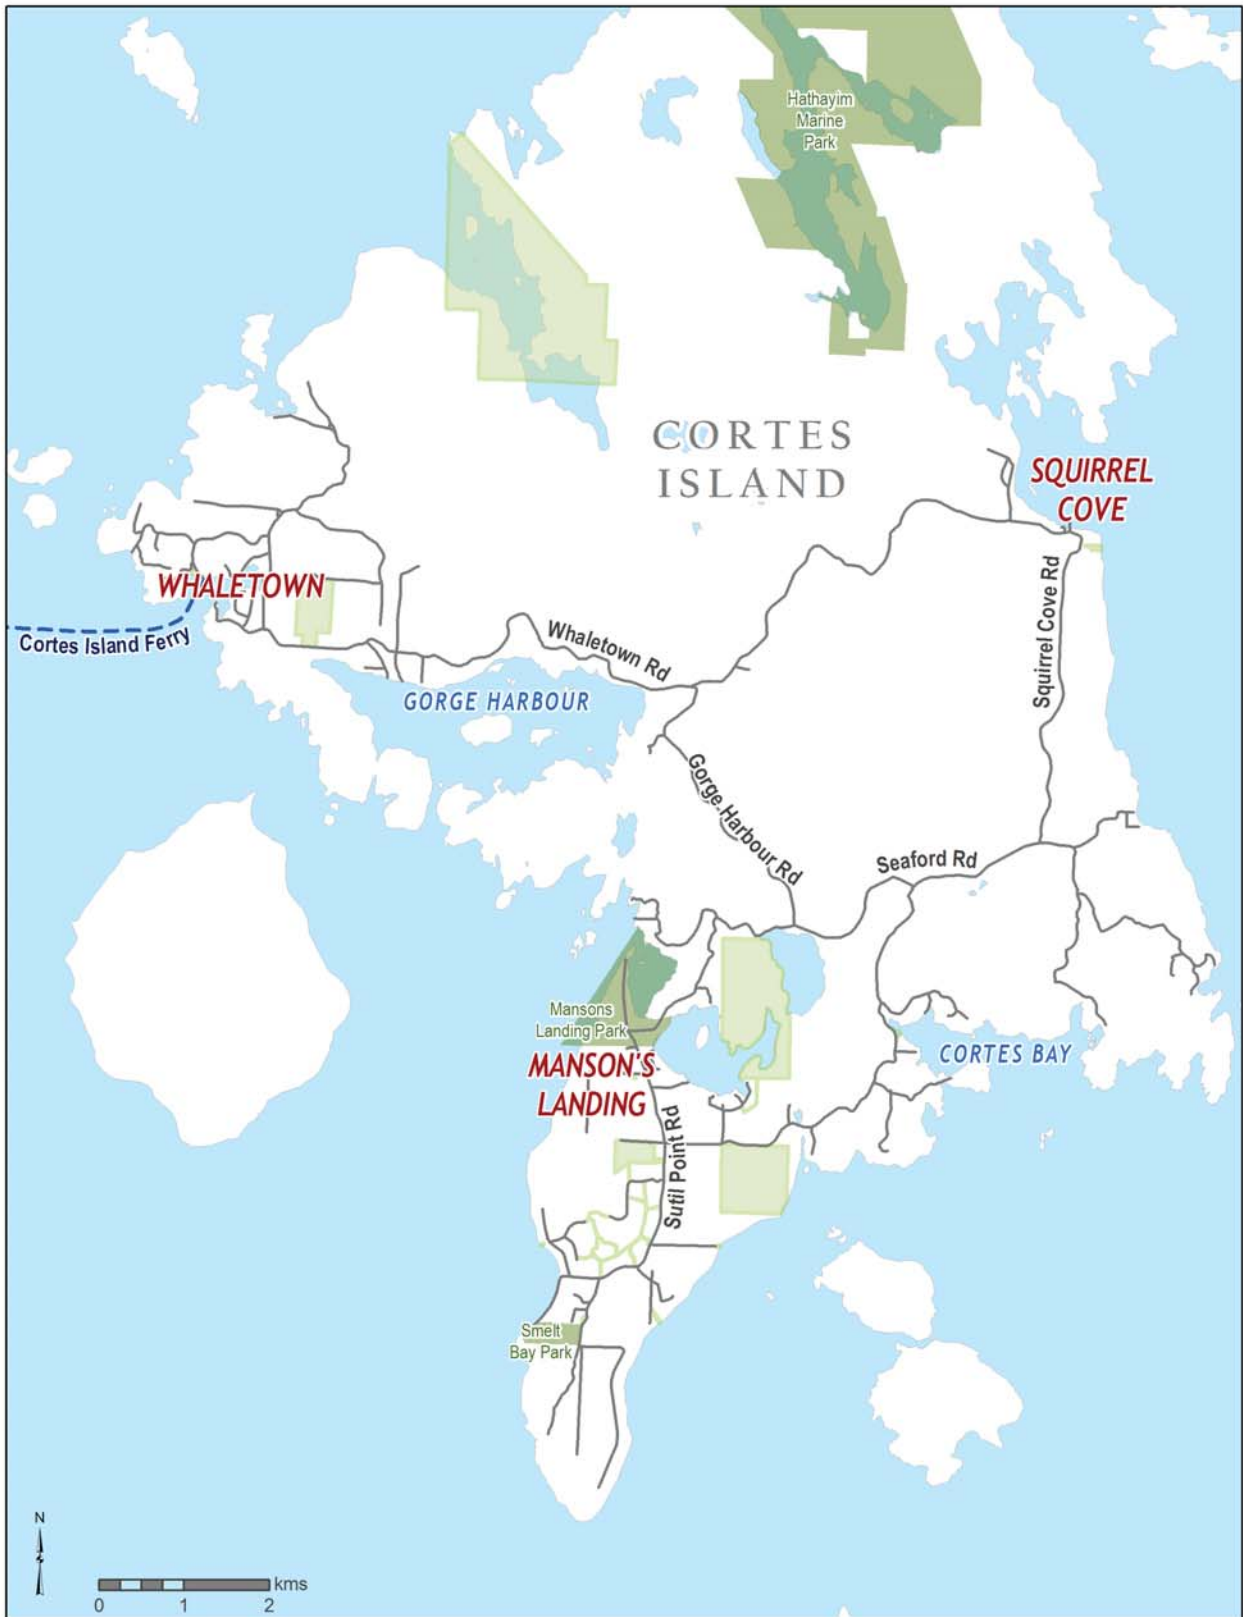 Hathayim
Marine
Park
CORTES
ISLAND
SQUIRREL
COVE
WHALETOWN
Cortes Island Ferry
Whaletown Rd
Squirrel Cove Rd
GORGE HARBOUR
Gorge Harbour Rd
Seaford Rd
Mansons
Landing Park
MANSON'S
LANDING
CORTES BAY
Sutil Point Rd
Smelt
Bay Park
N
kms
0 1 2